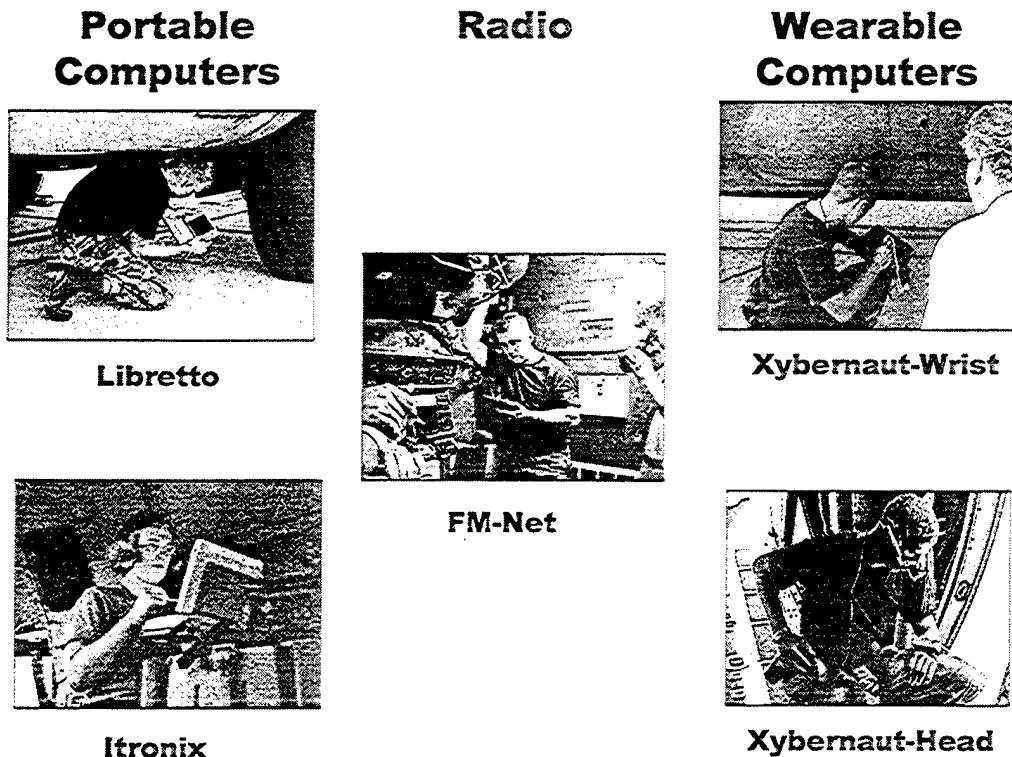 Portable
Computers
Radio
Wearable
Computers
Libretto
Xybernaut-Wrist
FM-Net
Itronix
Xybernaut-Head